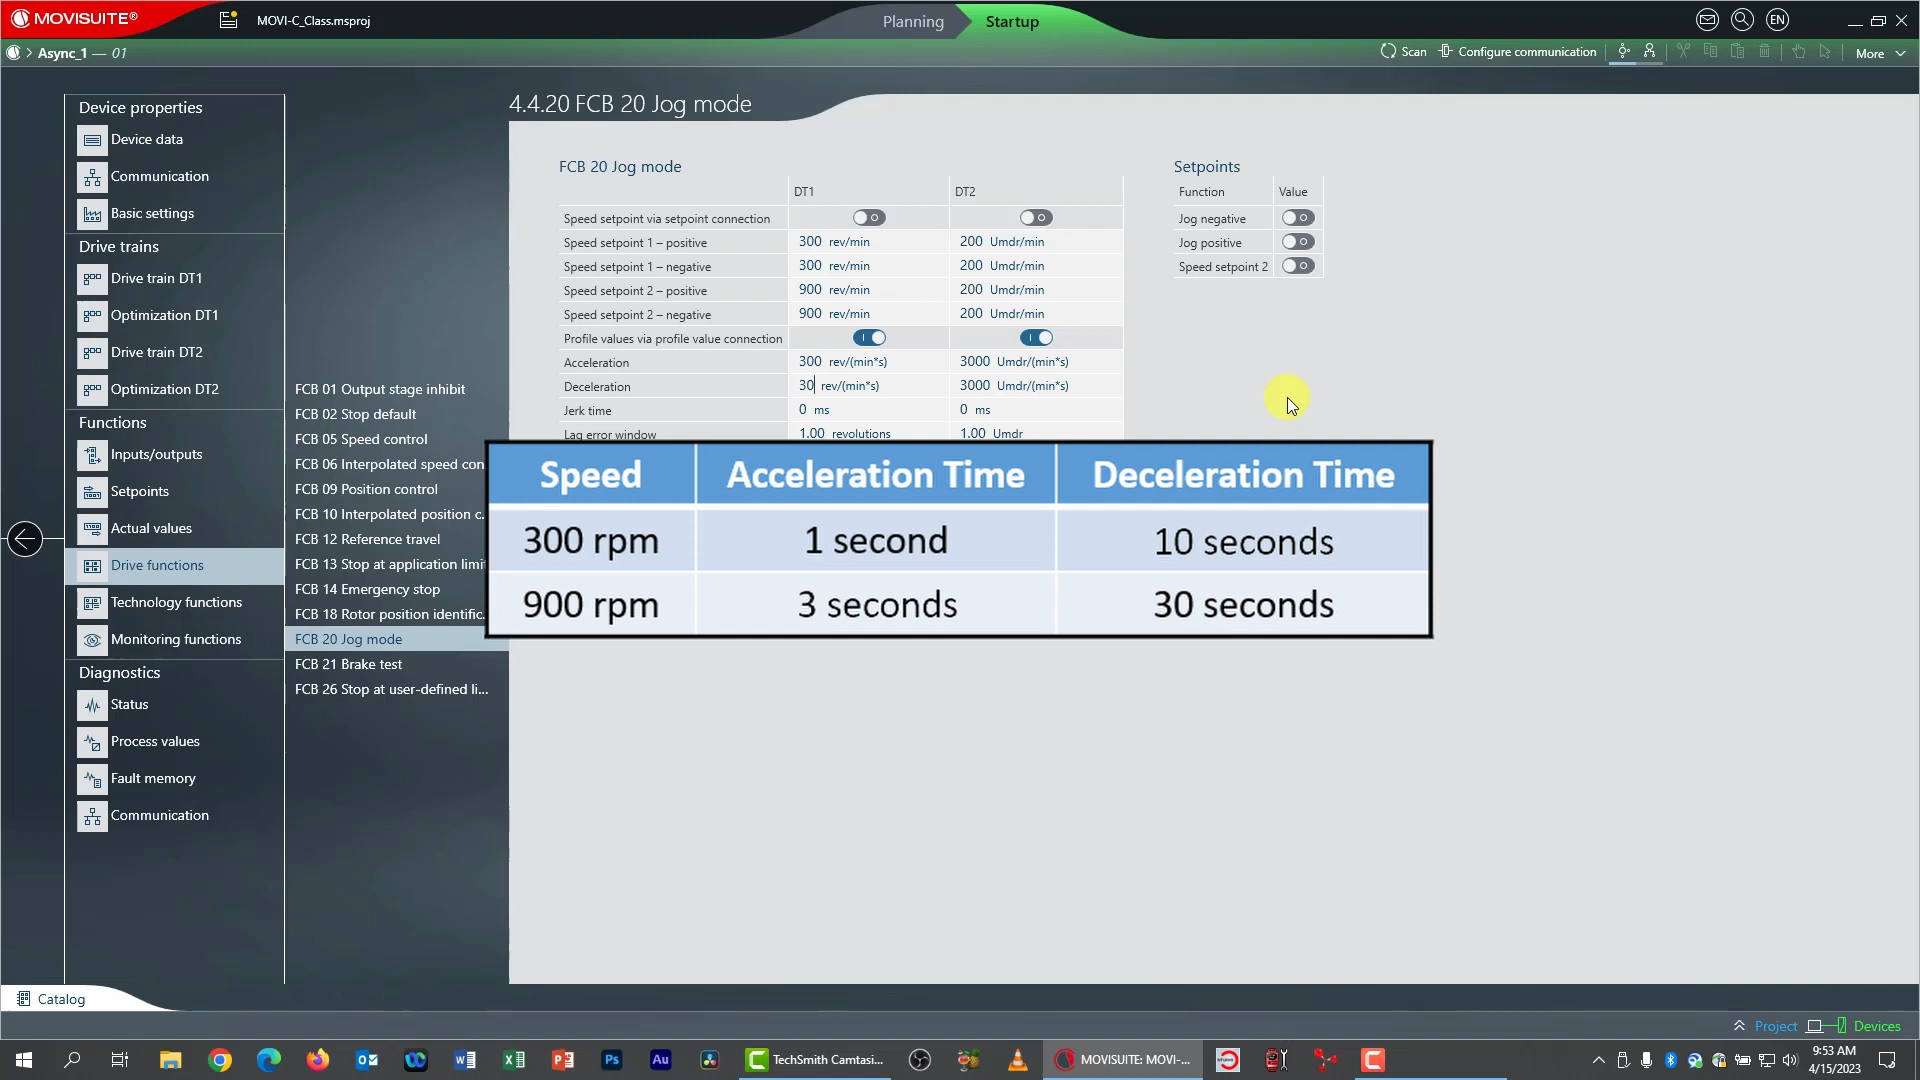 MOVISUITE®
MOVI-C_Class.msproj
Planning
Startup
EN
Async_1 — 01
Scan
Configure communication
More
Device properties
Device data
Communication
Basic settings
Drive trains
Drive train DT1
Optimization DT1
Drive train DT2
Optimization DT2
Functions
Inputs/outputs
Setpoints
Actual values
Drive functions
Technology functions
Monitoring functions
Diagnostics
Status
Process values
Fault memory
Communication
FCB 01 Output stage inhibit
FCB 02 Stop default
FCB 05 Speed control
FCB 06 Interpolated speed con
FCB 09 Position control
FCB 10 Interpolated position c..
FCB 12 Reference travel
FCB 13 Stop at application limit
FCB 14 Emergency stop
FCB 18 Rotor position identific..
FCB 20 Jog mode
FCB 21 Brake test
FCB 26 Stop at user-defined li...
4.4.20 FCB 20 Jog mode
FCB 20 Jog mode
DT1 DT2
Speed setpoint via setpoint connection
Speed setpoint 1 – positive 300 rev/min 200 Umdr/min
Speed setpoint 1 – negative 300 rev/min 200 Umdr/min
Speed setpoint 2 – positive 900 rev/min 200 Umdr/min
Speed setpoint 2 – negative 900 rev/min 200 Umdr/min
Profile values via profile value connection
Acceleration 300 rev/(min*s) 3000 Umdr/(min*s)
Deceleration 30 rev/(min*s) 3000 Umdr/(min*s)
Jerk time 0 ms 0 ms
Lag error window 1.00 revolutions 1.00 Umdr
Setpoints
Function Value
Jog negative
Jog positive
Speed setpoint 2
Speed Acceleration Time Deceleration Time
300 rpm 1 second 10 seconds
900 rpm 3 seconds 30 seconds
Catalog
Project
Devices
TechSmith Camtasi...
MOVISUITE: MOVI-...
9:53 AM
4/15/2023